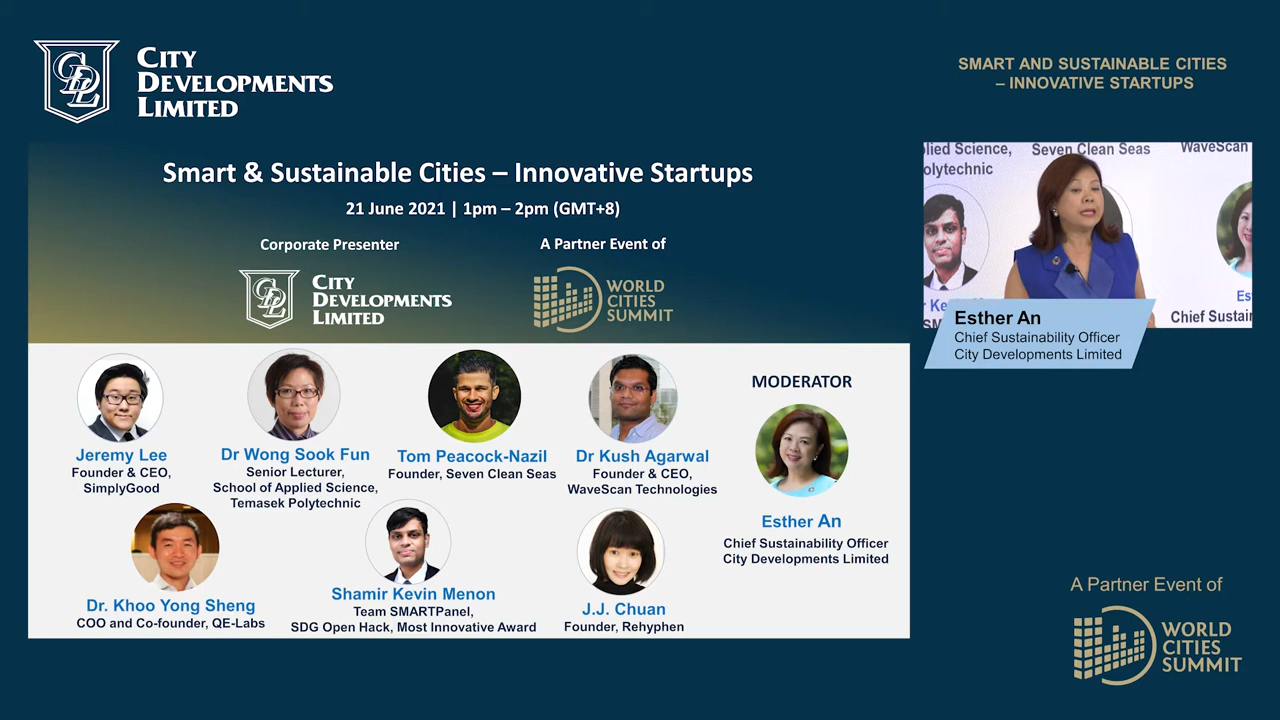 CITY
DEVELOPMENTS
LIMITED
SMART AND SUSTAINABLE CITIES
– INNOVATIVE STARTUPS
Smart & Sustainable Cities – Innovative Startups
21 June 2021 | 1pm – 2pm (GMT+8)
Corporate Presenter
A Partner Event of
CDL
CITY
DEVELOPMENTS
LIMITED
WORLD
CITIES
SUMMIT
Jeremy Lee
Founder & CEO,
SimplyGood
Dr Wong Sook Fun
Senior Lecturer,
School of Applied Science,
Temasek Polytechnic
Tom Peacock-Nazil
Founder, Seven Clean Seas
Dr Kush Agarwal
Founder & CEO,
WaveScan Technologies
MODERATOR
Esther An
Chief Sustainability Officer
City Developments Limited
Dr. Khoo Yong Sheng
COO and Co-founder, QE-Labs
Shamir Kevin Menon
Team SMARTPanel,
SDG Open Hack, Most Innovative Award
J.J. Chuan
Founder, Rehyphen
Seven Clean Seas
WaveScan
Science,
Chief
Esther An
Chief Sustainability Officer
City Developments Limited
A Partner Event of
WORLD
CITIES
SUMMIT